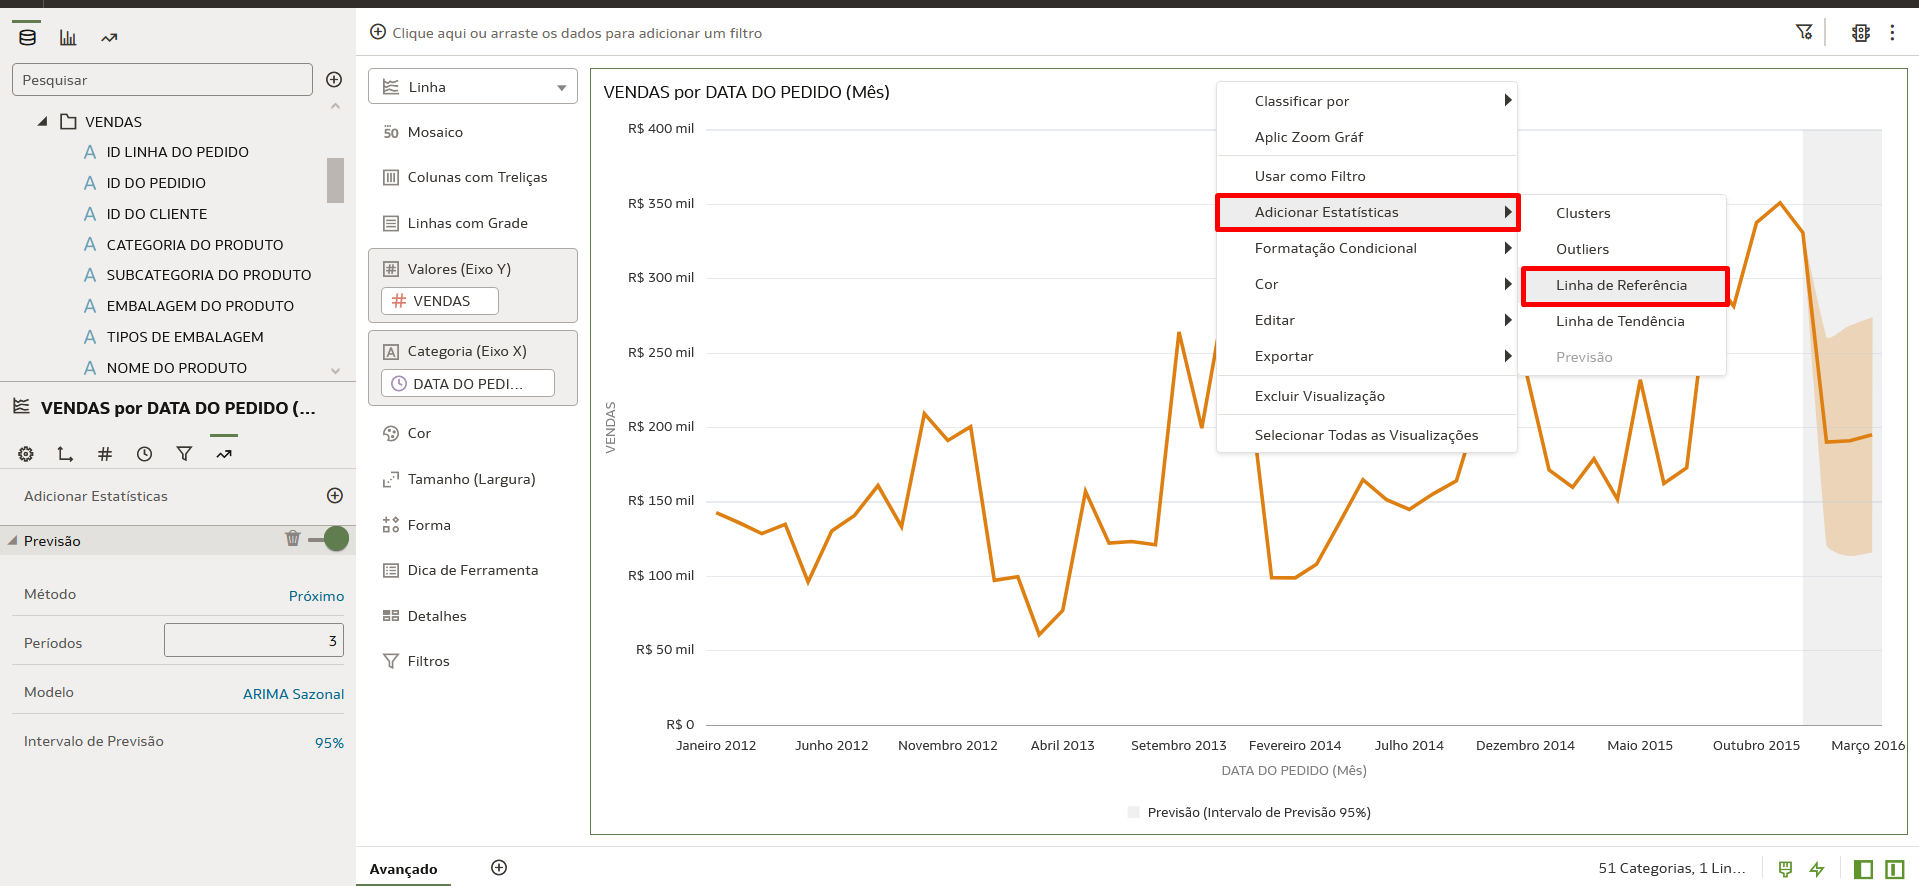 Clique aqui ou arraste os dados para adicionar um filtro
Pesquisar
VENDAS
ID LINHA DO PEDIDO
ID DO PEDIDIO
ID DO CLIENTE
CATEGORIA DO PRODUTO
SUBCATEGORIA DO PRODUTO
EMBALAGEM DO PRODUTO
TIPOS DE EMBALAGEM
NOME DO PRODUTO
VENDAS por DATA DO PEDIDO (...
Adicionar Estatísticas
Previsão
Método
Próximo
Períodos
3
Modelo
ARIMA Sazonal
Intervalo de Previsão
95%
Linha
Mosaico
Colunas com Treliças
Linhas com Grade
Valores (Eixo Y)
VENDAS
Categoria (Eixo X)
DATA DO PEDI...
Cor
Tamanho (Largura)
Forma
Dica de Ferramenta
Detalhes
Filtros
VENDAS por DATA DO PEDIDO (Mês)
R$ 400 mil
R$ 350 mil
R$ 300 mil
R$ 250 mil
R$ 200 mil
R$ 150 mil
R$ 100 mil
R$ 50 mil
R$ 0
VENDAS
Janeiro 2012
Junho 2012
Novembro 2012
Abril 2013
Setembro 2013
Fevereiro 2014
Julho 2014
Dezembro 2014
Maio 2015
Outubro 2015
Março 2016
DATA DO PEDIDO (Mês)
Previsão (Intervalo de Previsão 95%)
Classificar por
Aplic Zoom Gráf
Usar como Filtro
Adicionar Estatísticas
Formatação Condicional
Cor
Editar
Exportar
Excluir Visualização
Selecionar Todas as Visualizações
Clusters
Outliers
Linha de Referência
Linha de Tendência
Previsão
Avançado
51 Categorias, 1 Lin...